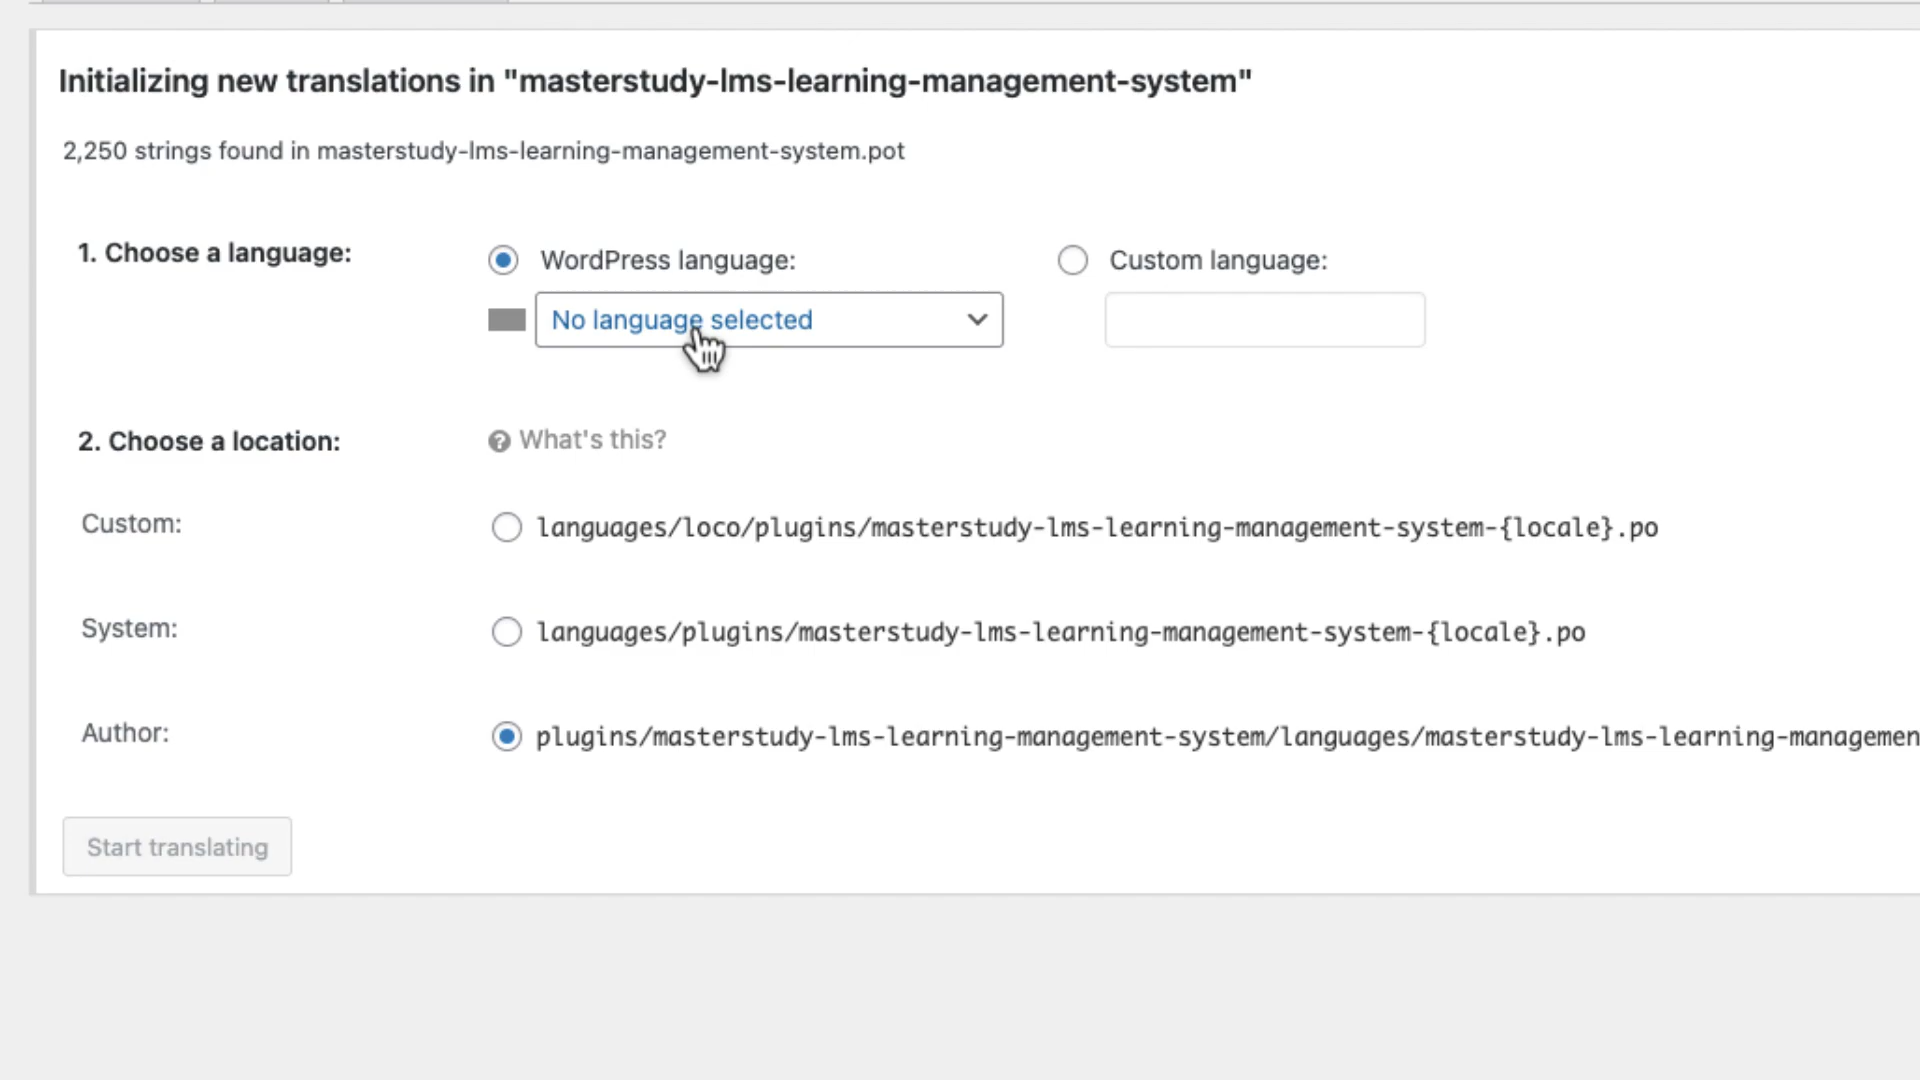 Initializing new translations in "masterstudy-lms-learning-management-system"
2,250 strings found in masterstudy-lms-learning-management-system.pot
1. Choose a language:
WordPress language:
Custom language:
No language selected
2. Choose a location:
What's this?
Custom:
languages/loco/plugins/masterstudy-lms-learning-management-system-{locale}.po
System:
languages/plugins/masterstudy-lms-learning-management-system-{locale}.po
Author:
plugins/masterstudy-lms-learning-management-system/languages/masterstudy-lms-learning-managemen
Start translating